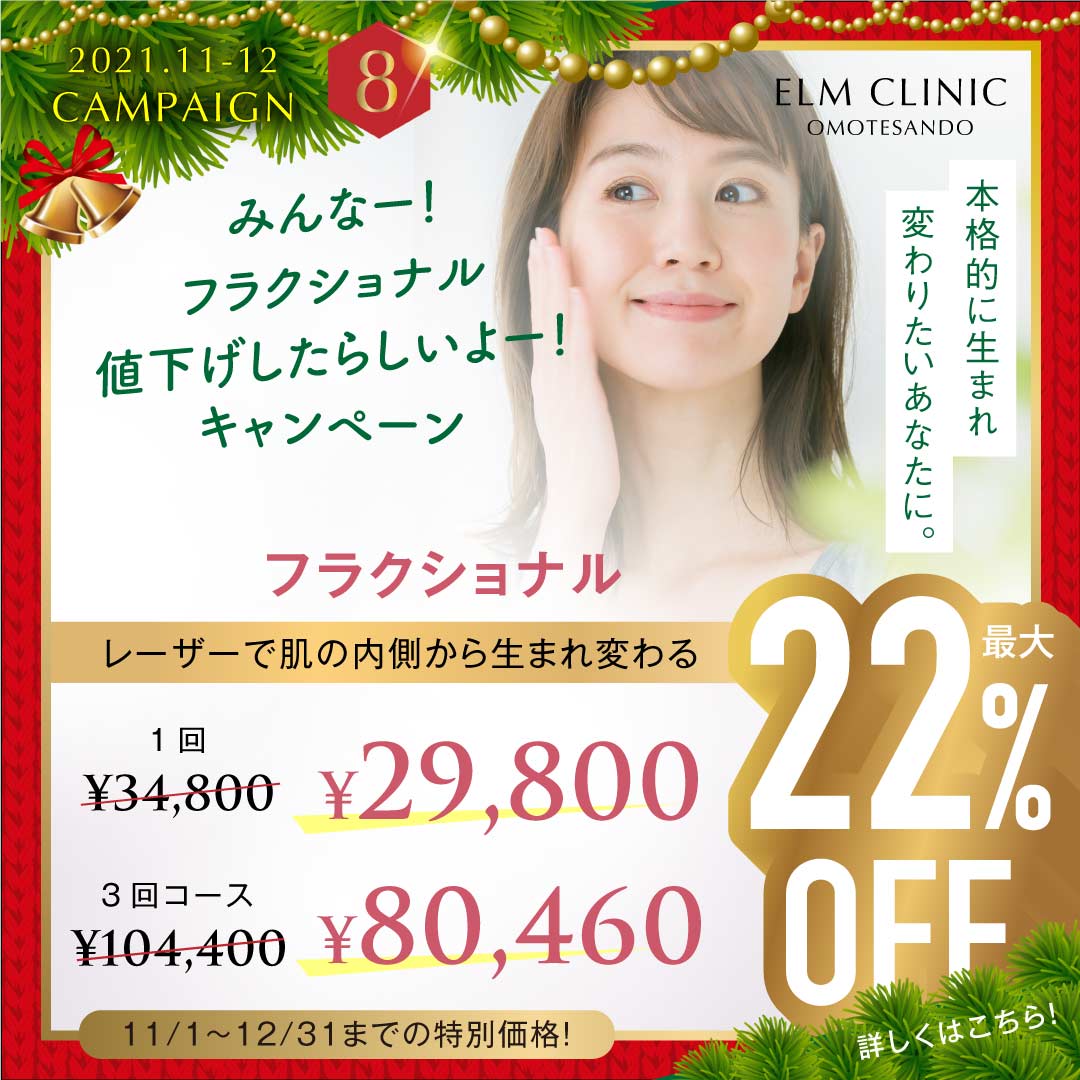 2021.11-12
CAMPAIGN
8
ELM CLINIC
OMOTESANDO
みんなー!
フラクショナル
値下げしたらしいよー!
キャンペーン
本格的に生まれ
変わりたいあなたに。
フラクショナル
レーザーで肌の内側から生まれ変わる
1回
¥34,800
¥29,800
3回コース
¥104,400
¥80,460
最大
22%
OFF
11/1〜12/31までの特別価格!
詳しくはこちら!